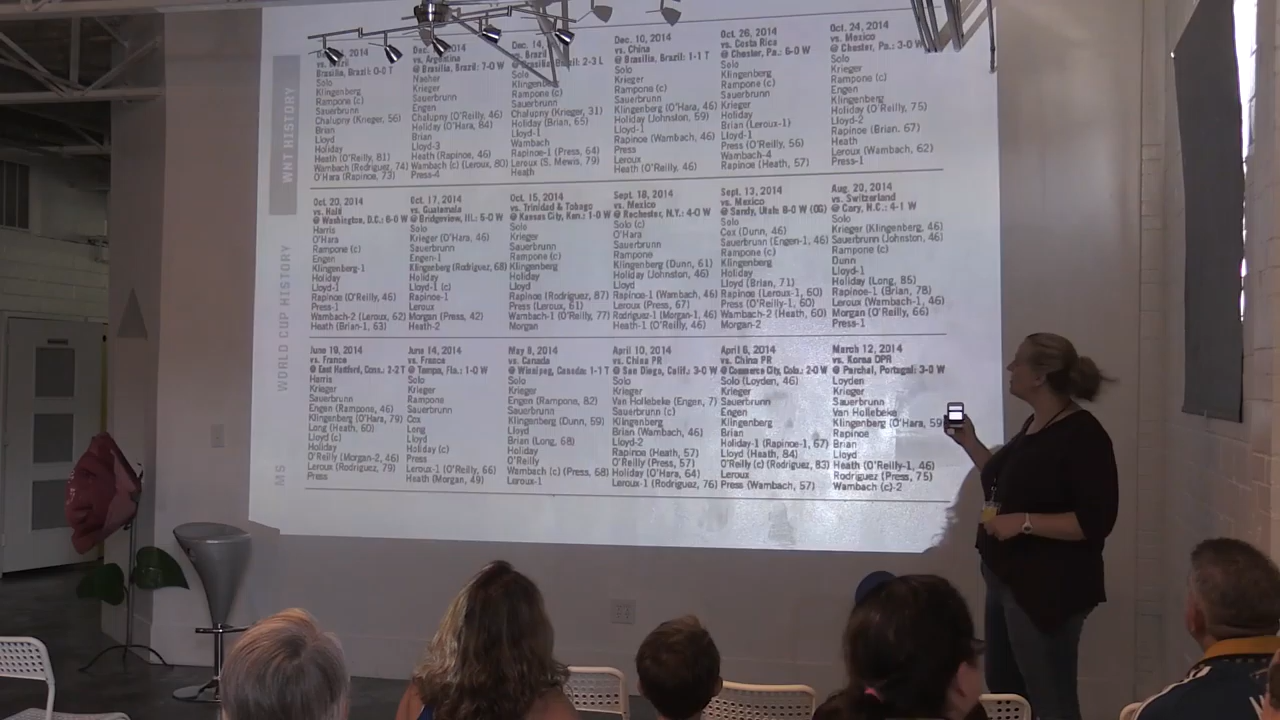 WNT HISTORY
2014
Brasilia, Brazil: 0-0 T
Solo
Klingenberg
Rampone (c)
Sauerbrunn
Chalupny (Krieger, 56)
Brian
Lloyd
Holiday
Heath (O'Reilly, 81)
Wambach (Rodriguez, 74)
O'Hara (Rapinoe, 73)
2014
vs. Argentina
@ Brasilia, Brazil: 7-0 W
Naeher
Krieger
Sauerbrunn
Engen
Chalupny (O'Reilly, 46)
Holiday (O'Hara, 84)
Brian
Lloyd-3
Heath (Rapinoe, 46)
Wambach (c) (Leroux, 80)
Press-4
Dec. 14,
vs. Brazil
2-3 L
Solo
Klingenberg
Rampone (c)
Sauerbrunn
Chalupny (Krieger, 31)
Holiday (Brian, 65)
Lloyd
Wambach
Rapinoe-1 (Press, 64)
Leroux (S. Mewis, 79)
Heath
Dec. 10, 2014
vs. China
@ Brasilia, Brazil: 1-1 T
Solo
Krieger
Rampone (c)
Sauerbrunn
Klingenberg (O'Hara, 46)
Holiday (Johnston, 59)
Lloyd-1
Rapinoe (Wambach, 46)
Press
Leroux
Heath (O'Reilly, 46)
Oct. 26, 2014
vs. Costa Rica
@ Chester, Pa.: 6-0 W
Solo
Klingenberg
Rampone (c)
Sauerbrunn
Krieger
Holiday
Brian (Leroux-1)
Lloyd-1
Press (O'Reilly, 56)
Wambach-4
Rapinoe (Heath, 57)
Oct. 24, 2014
vs. Mexico
@ Chester, Pa.: 3-0 W
Solo
Krieger
Rampone (c)
Engen
Klingenberg
Holiday (O'Reilly, 75)
Lloyd-2
Rapinoe (Brian, 67)
Heath
Leroux (Wambach, 62)
Press-1
WORLD CUP HISTORY
Oct. 20, 2014
vs. Haiti
@ Washington, D.C.: 6-0 W
Harris
O'Hara
Rampone (c)
Engen
Klingenberg-1
Holiday
Lloyd-1
Rapinoe (O'Reilly, 46)
Press-1
Wambach-2 (Leroux, 62)
Heath (Brian-1, 63)
Oct. 17, 2014
vs. Guatemala
@ Bridgeview, Ill.: 5-0 W
Solo
Krieger (O'Hara, 46)
Sauerbrunn
Engen-1
Klingenberg (Rodriguez, 68)
Holiday
Lloyd-1 (c)
Rapinoe-1
Leroux
Morgan (Press, 42)
Heath-2
Oct. 15, 2014
vs. Trinidad & Tobago
@ Kansas City, Kan.: 1-0 W
Solo
Krieger
Rampone (c)
Sauerbrunn
Klingenberg
Holiday
Lloyd
Rapinoe (Rodriguez, 87)
Press (Leroux, 61)
Wambach-1 (O'Reilly, 77)
Morgan
Sept. 18, 2014
vs. Mexico
@ Rochester, N.Y.: 4-0 W
Solo (c)
O'Hara
Sauerbrunn
Engen
Klingenberg (Dunn, 61)
Holiday (Johnston, 46)
Lloyd
Rapinoe-1 (Wambach, 46)
Leroux (Press, 67)
Rodriguez-1 (Morgan-1, 46)
Heath-1 (O'Reilly, 46)
Sept. 13, 2014
vs. Mexico
@ Sandy, Utah: 8-0 W (OG)
Solo
Cox (Dunn, 46)
Sauerbrunn (Engen-1, 46)
Rampone (c)
Klingenberg
Holiday
Lloyd (Brian, 71)
Rapinoe (Leroux-1, 60)
Press (O'Reilly-1, 60)
Wambach-2 (Heath, 60)
Morgan-2
Aug. 20, 2014
vs. Switzerland
@ Cary, N.C.: 4-1 W
Solo
Krieger (Klingenberg, 46)
Sauerbrunn (Johnston, 46)
Rampone (c)
Dunn
Lloyd-1
Holiday (Long, 85)
Rapinoe-1 (Brian, 78)
Leroux (Wambach-1, 46)
Morgan (O'Reilly, 66)
Press-1
MS
June 19, 2014
vs. France
@ East Hartford, Conn.: 2-2 T
Harris
Krieger
Sauerbrunn
Engen (Rampone, 46)
Klingenberg (O'Hara, 79)
Long (Heath, 60)
Lloyd (c)
Holiday
O'Reilly (Morgan-2, 46)
Leroux (Rodriguez, 79)
Press
June 14, 2014
vs. France
@ Tampa, Fla.: 1-0 W
Solo
Krieger
Rampone
Sauerbrunn
Cox
Long
Lloyd
Holiday (c)
Press
Leroux-1 (O'Reilly, 66)
Heath (Morgan, 49)
May 8, 2014
vs. Canada
@ Winnipeg, Canada: 1-1 T
Solo
Krieger
Engen (Rampone, 82)
Sauerbrunn
Klingenberg (Dunn, 59)
Lloyd
Brian (Long, 68)
Holiday
O'Reilly
Wambach (c) (Press, 68)
Leroux-1
April 10, 2014
vs. China PR
@ San Diego, Calif.: 3-0 W
Solo
Krieger
Van Hollebeke (Engen, 7)
Sauerbrunn (c)
Klingenberg
Brian (Wambach, 46)
Lloyd-2
Rapinoe (Heath, 57)
O'Reilly (Press, 57)
Holiday (O'Hara, 64)
Leroux-1 (Rodriguez, 76)
April 6, 2014
vs. China PR
@ Commerce City, Colo.: 2-0 W
Solo (Loyden, 46)
Krieger
Sauerbrunn
Engen
Klingenberg
Brian
Holiday-1 (Rapinoe-1, 67)
Lloyd (Heath, 84)
O'Reilly (c) (Rodriguez, 83)
Leroux
Press (Wambach, 57)
March 12, 2014
vs. Korea DPR
@ Parchal, Portugal: 3-0 W
Loyden
Krieger
Sauerbrunn
Van Hollebeke
Klingenberg (O'Hara, 59
Rapinoe
Brian
Lloyd
Heath (O'Reilly-1, 46)
Rodriguez (Press, 75)
Wambach (c)-2